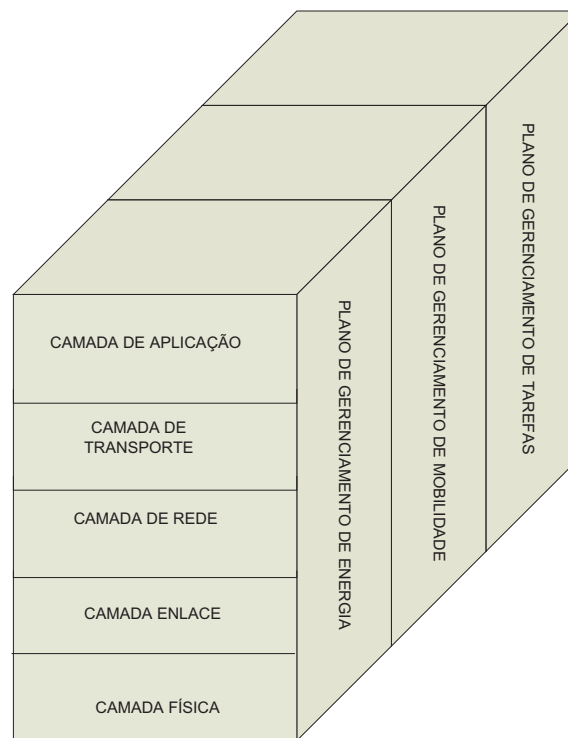 CAMADA DE APLICAÇÃO
CAMADA DE
TRANSPORTE
CAMADA DE REDE
CAMADA ENLACE
CAMADA FÍSICA
PLANO DE GERENCIAMENTO DE ENERGIA
PLANO DE GERENCIAMENTO DE MOBILIDADE
PLANO DE GERENCIAMENTO DE TAREFAS